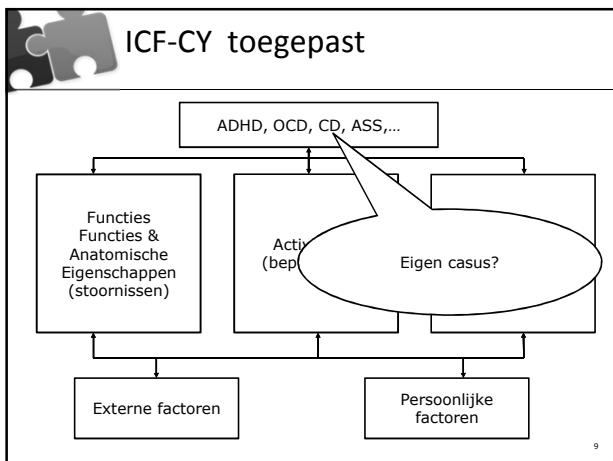 ICF-CY toegepast
ADHD, OCD, CD, ASS,...
Functies
Functies &
Anatomische
Eigenschappen
(stoornissen)
Eigen casus?
Externe factoren
Persoonlijke
factoren
9